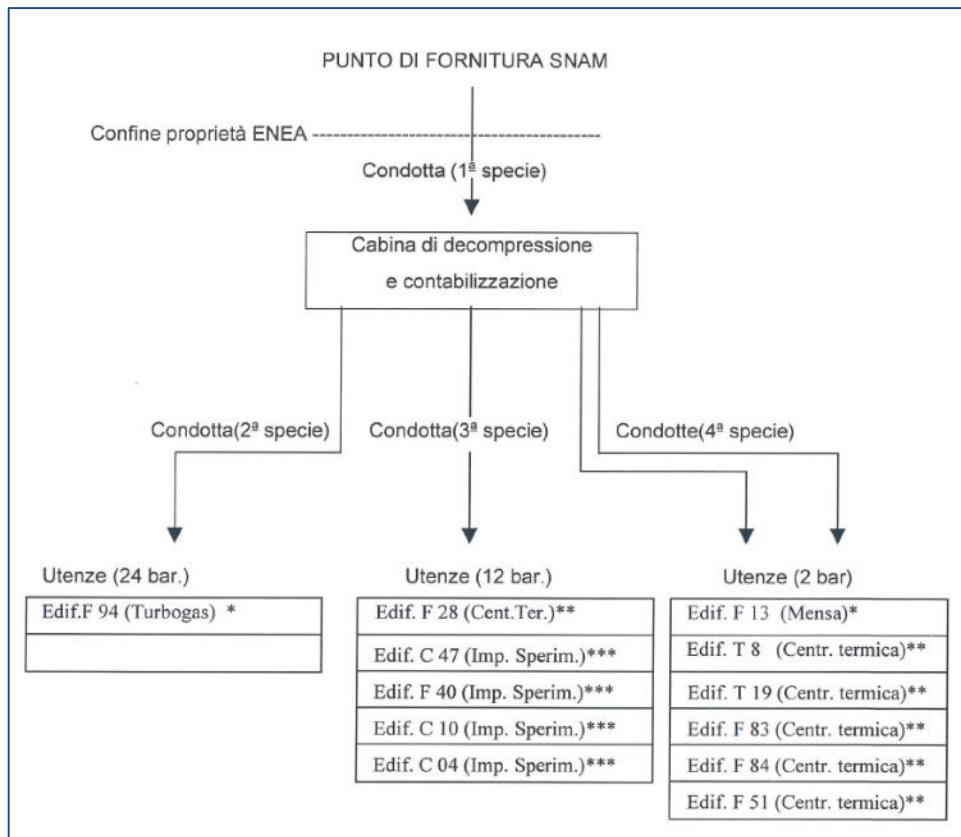 PUNTO DI FORNITURA SNAM
Confine proprietà ENEA ------------------------------------------
Condotta (1ª specie)
Cabina di decompressione
e contabilizzazione
Condotta(2ª specie)
Condotta(3ª specie)
Condotte(4ª specie)
Utenze (24 bar.)
Edif.F 94 (Turbogas) *
Utenze (12 bar.)
Edif. F 28 (Cent.Ter.)**
Edif. C 47 (Imp. Sperim.)***
Edif. F 40 (Imp. Sperim.)***
Edif. C 10 (Imp. Sperim.)***
Edif. C 04 (Imp. Sperim.)***
Utenze (2 bar)
Edif. F 13 (Mensa)*
Edif. T 8 (Centr. termica)**
Edif. T 19 (Centr. termica)**
Edif. F 83 (Centr. termica)**
Edif. F 84 (Centr. termica)**
Edif. F 51 (Centr. termica)**